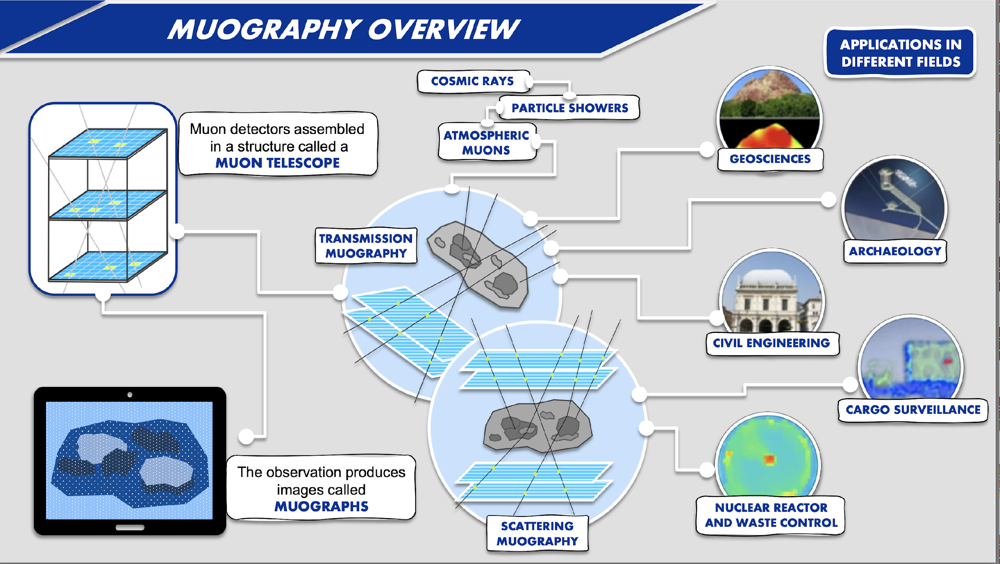 MUOGRAPHY OVERVIEW
APPLICATIONS IN
DIFFERENT FIELDS
COSMIC RAYS
PARTICLE SHOWERS
ATMOSPHERIC
MUONS
Muon detectors assembled
in a structure called a
MUON TELESCOPE
GEOSCIENCES
TRANSMISSION
MUOGRAPHY
ARCHAEOLOGY
CIVIL ENGINEERING
CARGO SURVEILLANCE
The observation produces
images called
MUOGRAPHS
NUCLEAR REACTOR
AND WASTE CONTROL
SCATTERING
MUOGRAPHY